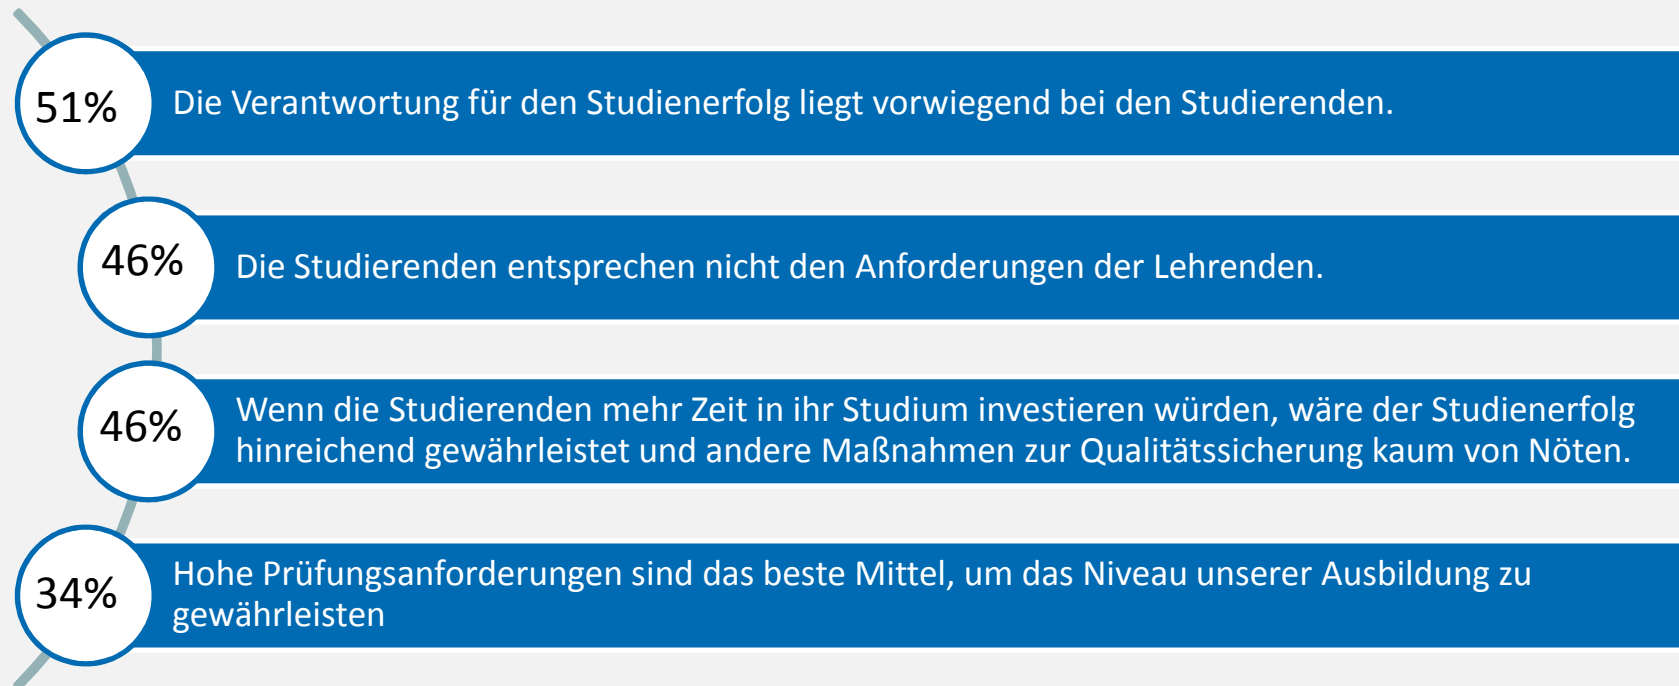 51%
Die Verantwortung für den Studienerfolg liegt vorwiegend bei den Studierenden.
46%
Die Studierenden entsprechen nicht den Anforderungen der Lehrenden.
46%
Wenn die Studierenden mehr Zeit in ihr Studium investieren würden, wäre der Studienerfolg
hinreichend gewährleistet und andere Maßnahmen zur Qualitätssicherung kaum von Nöten.
34%
Hohe Prüfungsanforderungen sind das beste Mittel, um das Niveau unserer Ausbildung zu
gewährleisten